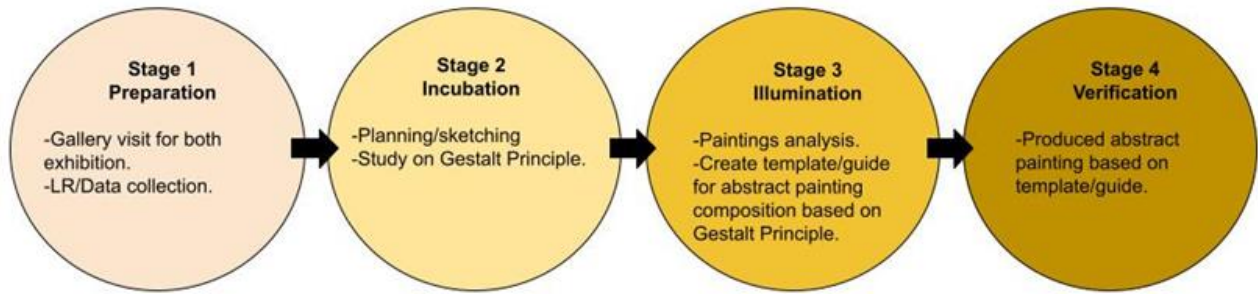 Stage 1
Preparation
-Gallery visit for both
exhibition.
-LR/Data collection.
Stage 2
Incubation
-Planning/sketching
-Study on Gestalt Principle.
Stage 3
Illumination
-Paintings analysis.
-Create template/guide
for abstract painting
composition based on
Gestalt Principle.
Stage 4
Verification
-Produced abstract
painting based on
template/guide.